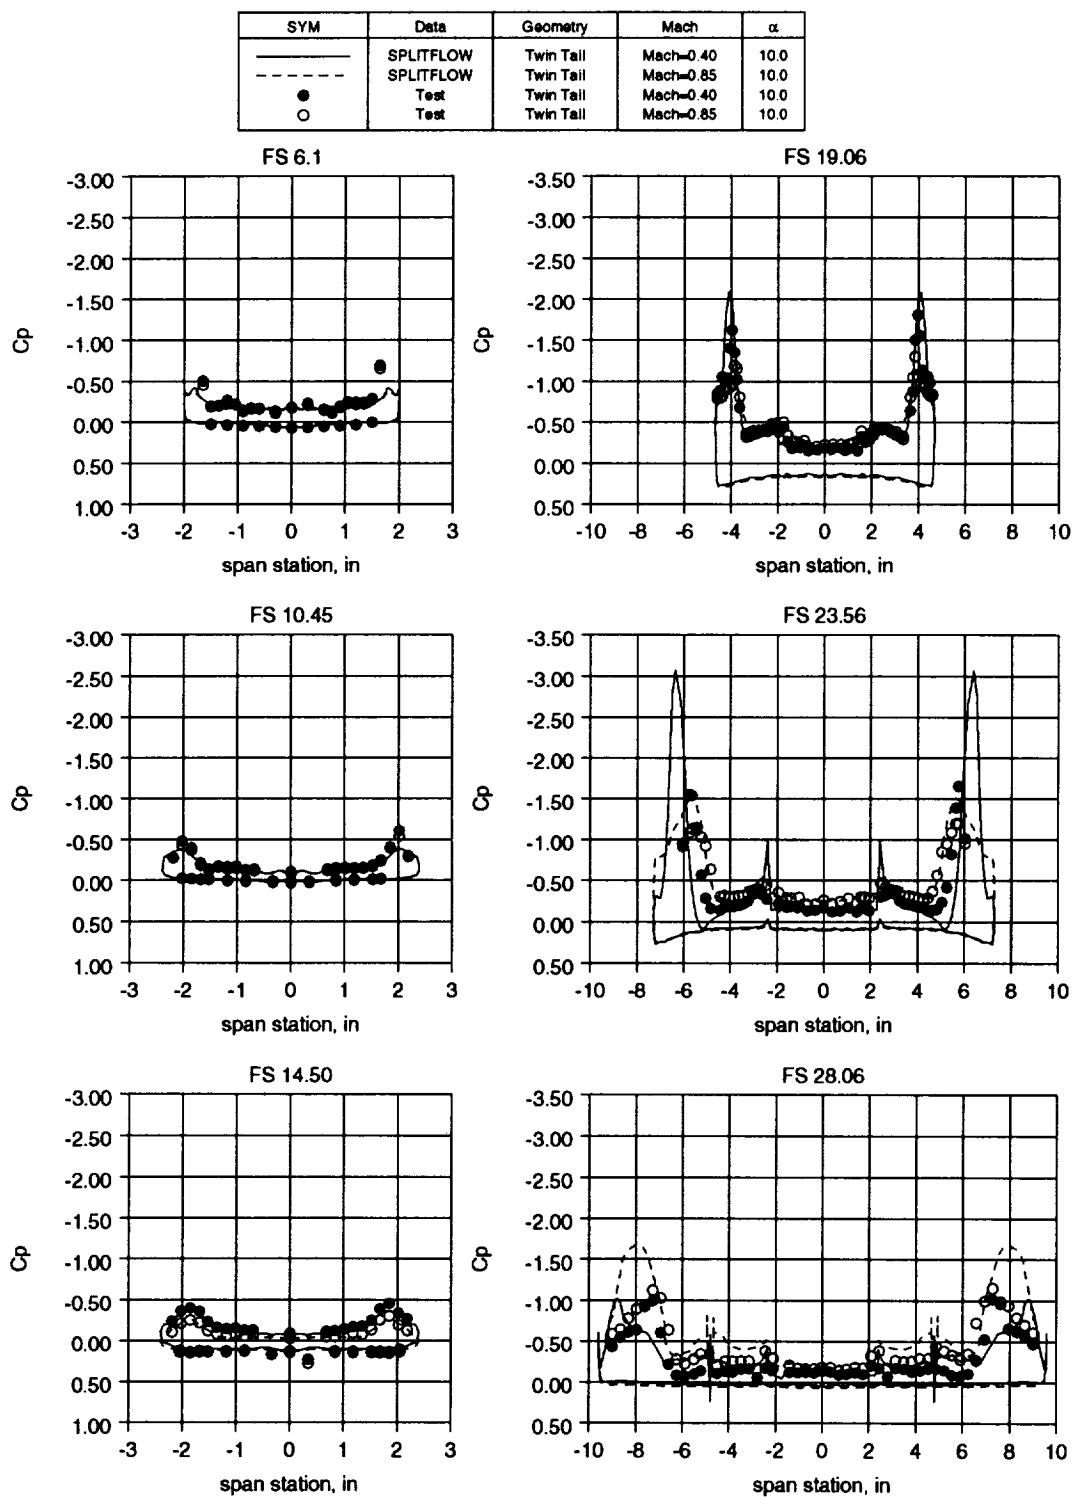 SYM Data Geometry Mach α
SPLITFLOW Twin Tail Mach=0.40 10.0
SPLITFLOW Twin Tail Mach=0.85 10.0
Test Twin Tail Mach=0.40 10.0
Test Twin Tail Mach=0.85 10.0
FS 6.1
-3.00
-2.50
-2.00
-1.50
-1.00
-0.50
0.00
0.50
1.00
Cp
-3 -2 -1 0 1 2 3
span station, in
FS 19.06
-3.50
-3.00
-2.50
-2.00
-1.50
-1.00
-0.50
0.00
0.50
Cp
-10 -8 -6 -4 -2 0 2 4 6 8 10
span station, in
FS 10.45
-3.00
-2.50
-2.00
-1.50
-1.00
-0.50
0.00
0.50
1.00
Cp
-3 -2 -1 0 1 2 3
span station, in
FS 23.56
-3.50
-3.00
-2.50
-2.00
-1.50
-1.00
-0.50
0.00
0.50
Cp
-10 -8 -6 -4 -2 0 2 4 6 8 10
span station, in
FS 14.50
-3.00
-2.50
-2.00
-1.50
-1.00
-0.50
0.00
0.50
1.00
Cp
-3 -2 -1 0 1 2 3
span station, in
FS 28.06
-3.50
-3.00
-2.50
-2.00
-1.50
-1.00
-0.50
0.00
0.50
Cp
-10 -8 -6 -4 -2 0 2 4 6 8 10
span station, in